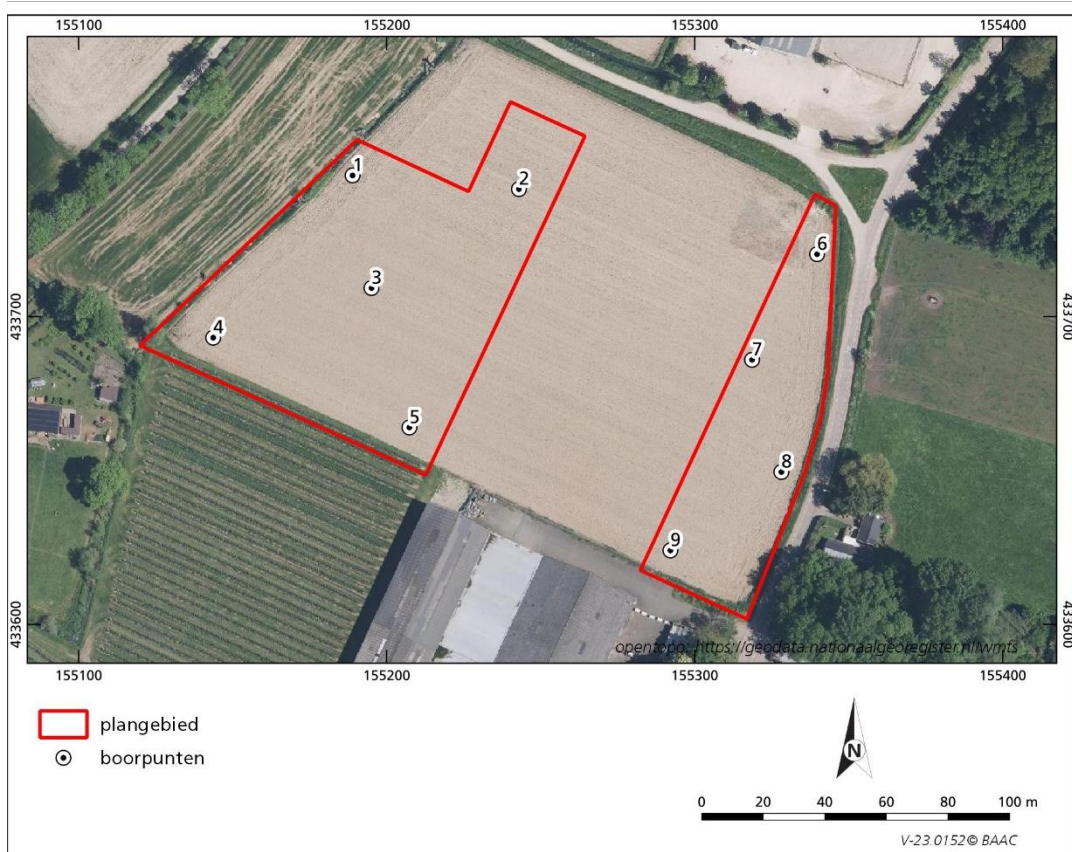 155100 155200 155300 155400
1
2
6
3
433700 433700
4
7
5
8
9
433600 433600
opentopo: https://geodata.nationaalgeoregister.nl/wmts
155100 155200 155300 155400
plangebied
boorpunten
N
0 20 40 60 80 100 m
V-23.0152© BAAC